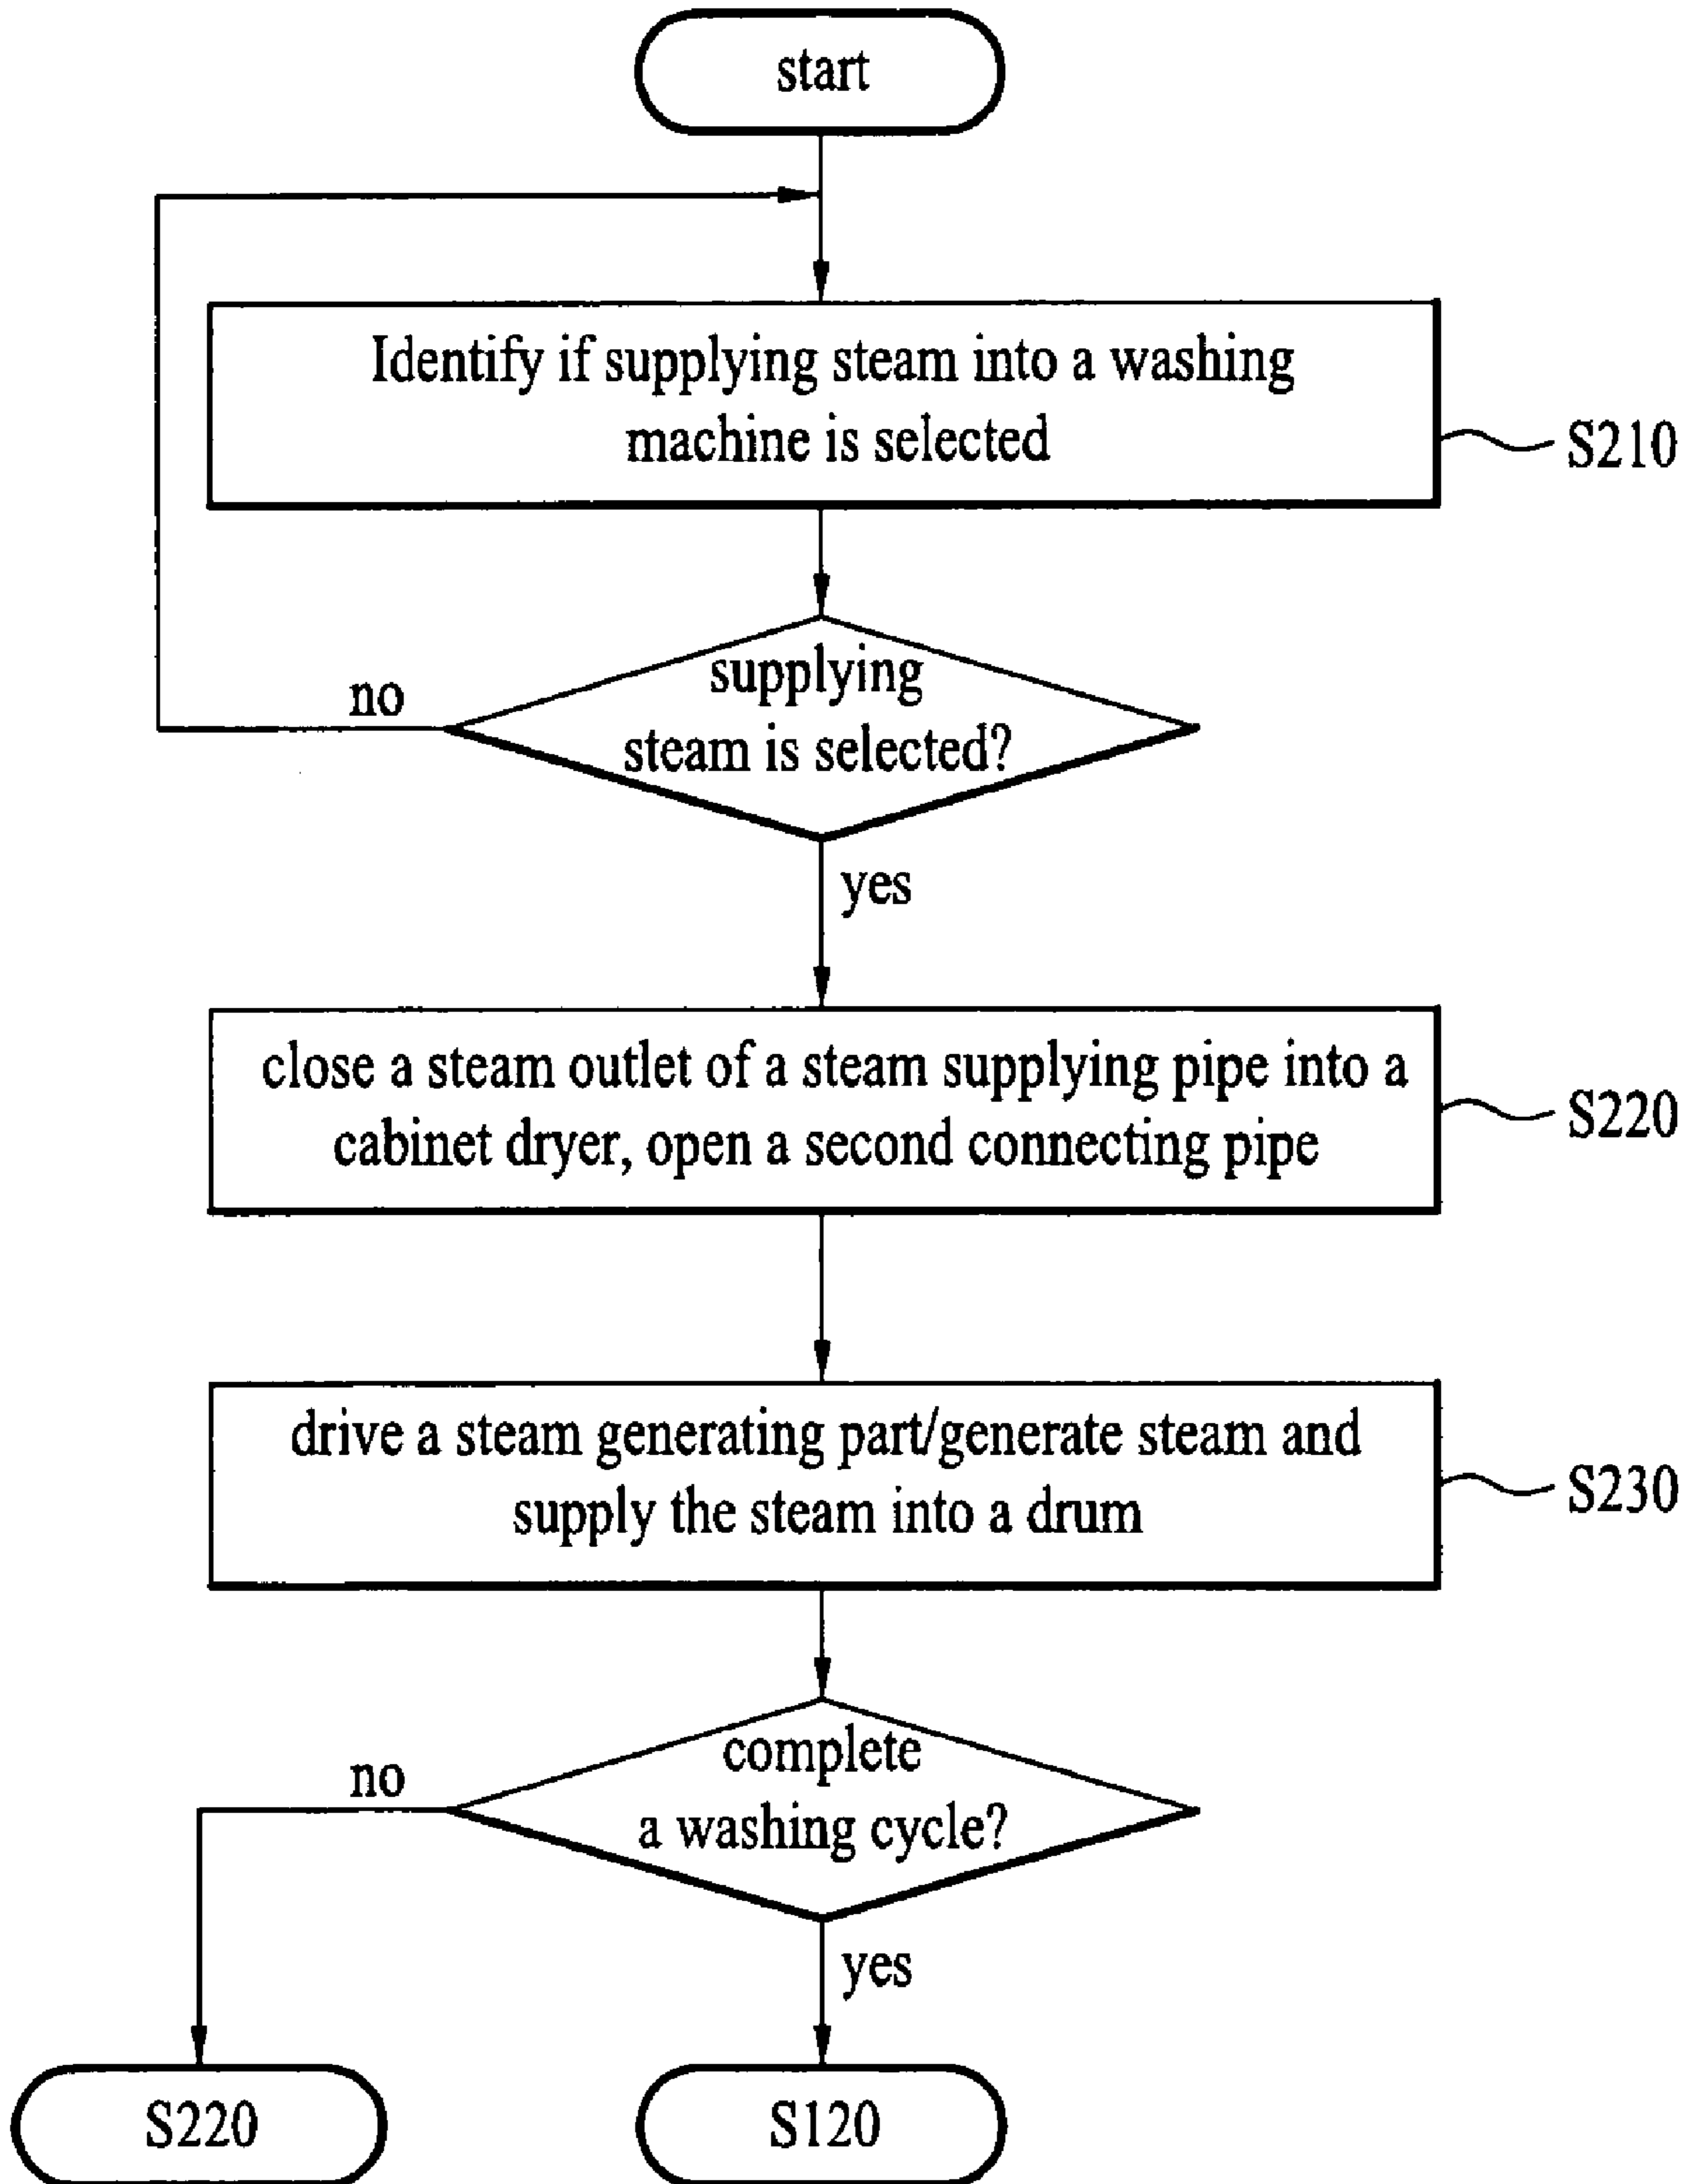 start
Identify if supplying steam into a washing
machine is selected
S210
supplying
steam is selected?
no
yes
close a steam outlet of a steam supplying pipe into a
cabinet dryer, open a second connecting pipe
S220
drive a steam generating part/generate steam and
supply the steam into a drum
S230
complete
a washing cycle?
no
yes
S220
S120